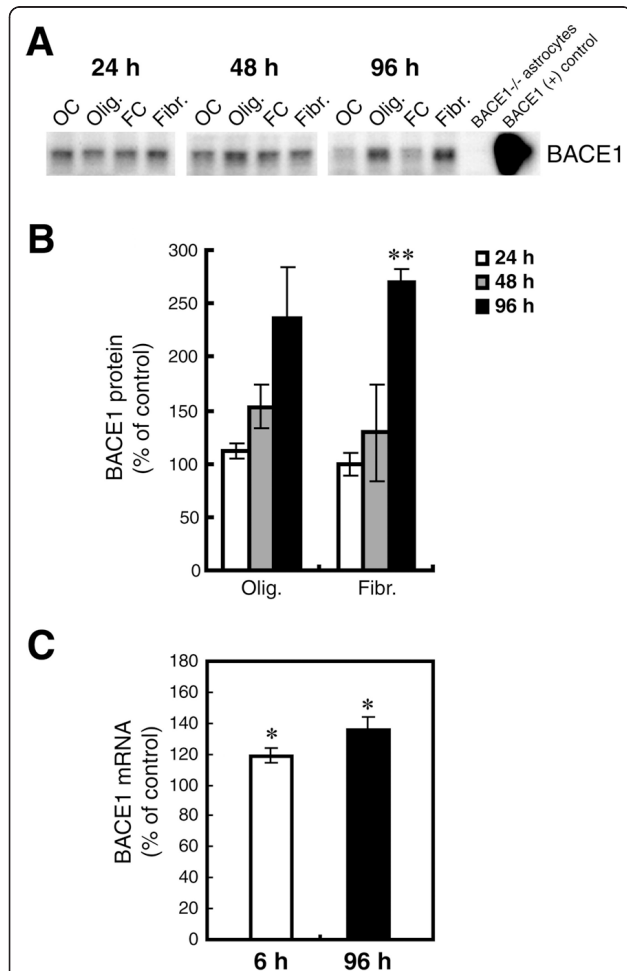 A
24 h 48 h 96 h
OC Olig. FC Fibr. OC Olig. FC Fibr. OC Olig. FC Fibr. BACE1-/- astrocytes BACE1 (+) control
BACE1
B
BACE1 protein
(% of control)
300
250
200
150
100
50
0
**
24 h
48 h
96 h
Olig. Fibr.
C
BACE1 mRNA
(% of control)
180
160
140
120
100
80
60
40
20
0
* *
6 h 96 h